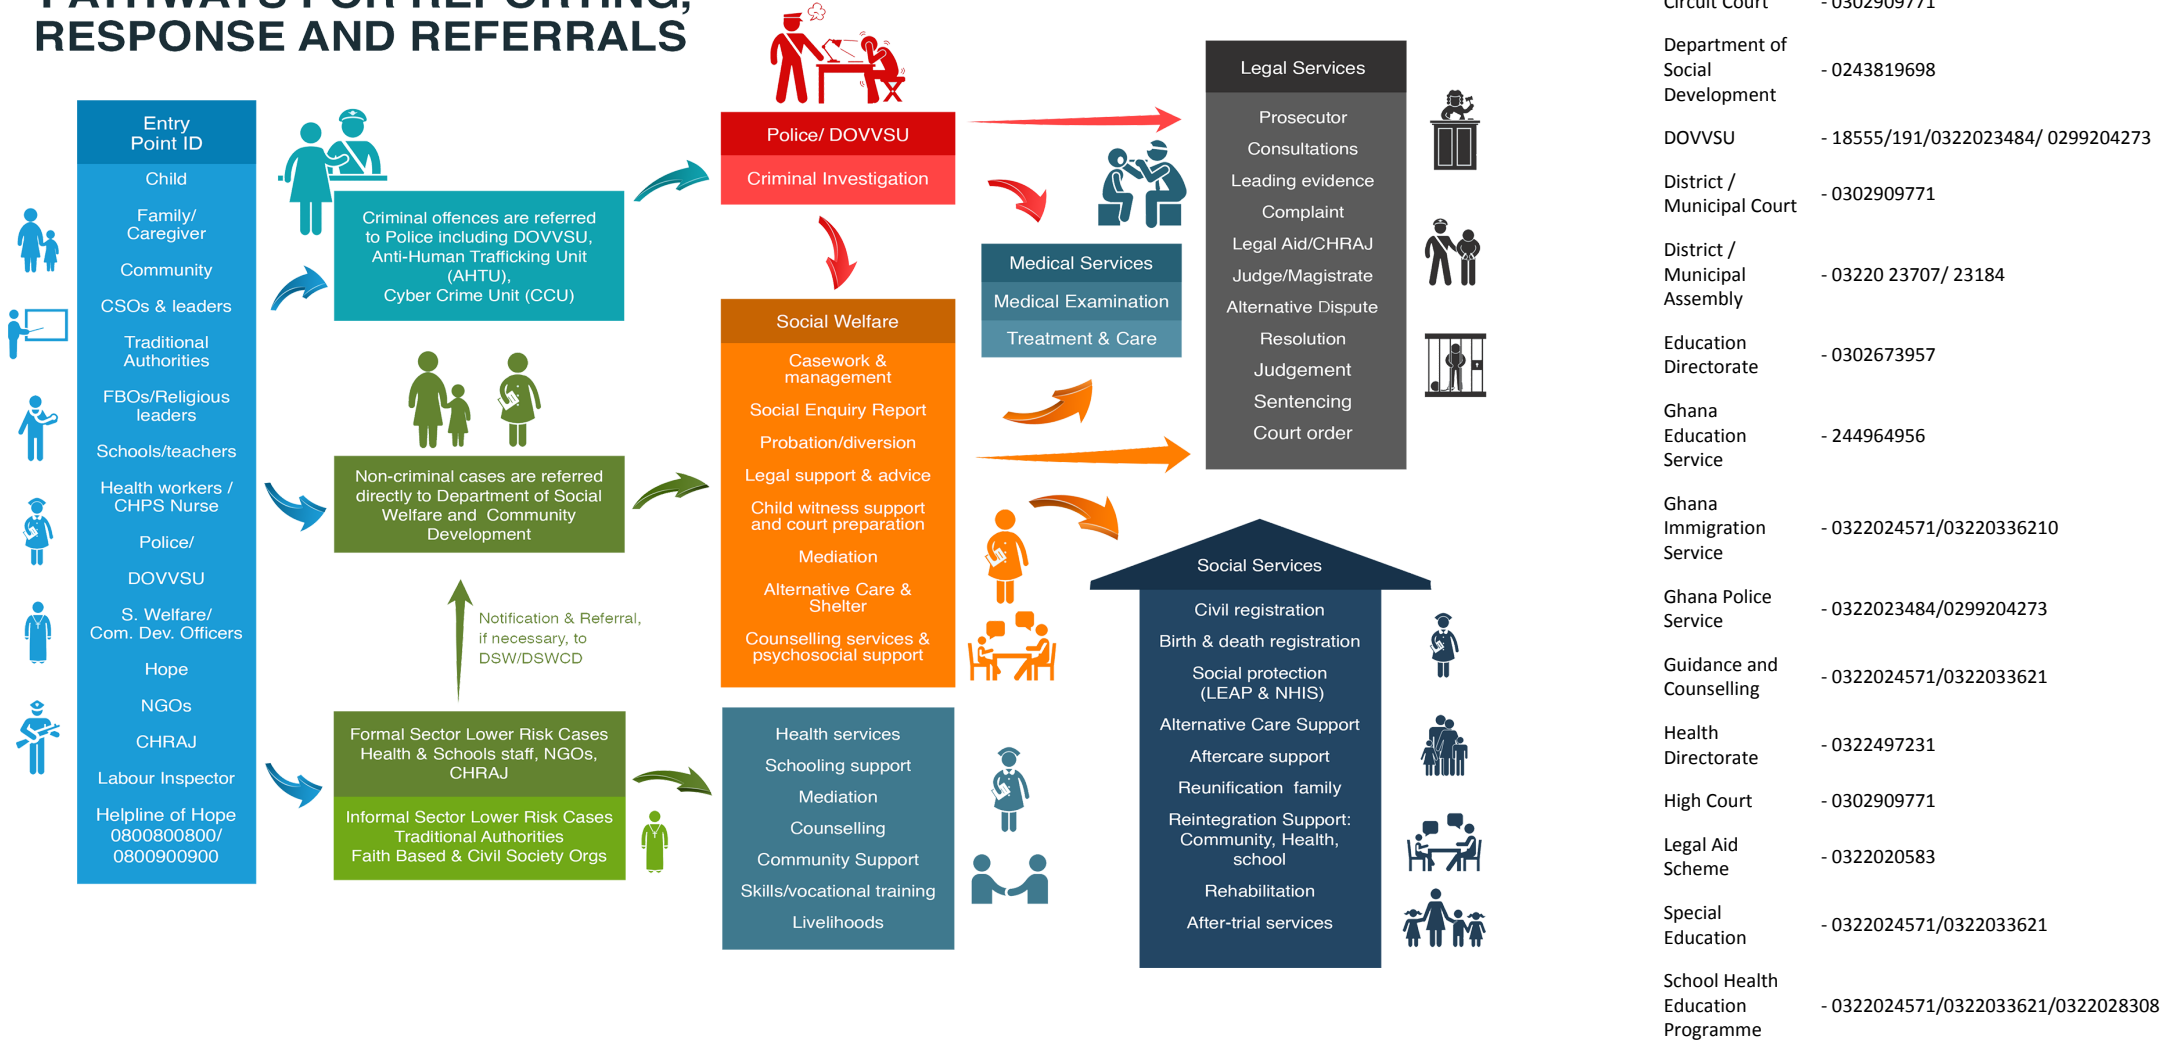 PATHWAYS FOR REPORTING,
RESPONSE AND REFERRALS
Entry
Point ID
Child
Family/
Caregiver
Community
CSOs & leaders
Traditional
Authorities
FBOs/Religious
leaders
Schools/teachers
Health workers /
CHPS Nurse
Police/
DOVVSU
S. Welfare/
Com. Dev. Officers
Hope
NGOs
CHRAJ
Labour Inspector
Helpline of Hope
0800800800/
0800900900
Criminal offences are referred
to Police including DOVVSU,
Anti-Human Trafficking Unit
(AHTU),
Cyber Crime Unit (CCU)
Non-criminal cases are referred
directly to Department of Social
Welfare and Community
Development
Notification & Referral,
if necessary, to
DSW/DSWCD
Formal Sector Lower Risk Cases
Health & Schools staff, NGOs,
CHRAJ
Informal Sector Lower Risk Cases
Traditional Authorities
Faith Based & Civil Society Orgs
Police/ DOVVSU
Criminal Investigation
Social Welfare
Casework &
management
Social Enquiry Report
Probation/diversion
Legal support & advice
Child witness support
and court preparation
Mediation
Alternative Care &
Shelter
Counselling services &
psychosocial support
Health services
Schooling support
Mediation
Counselling
Community Support
Skills/vocational training
Livelihoods
Medical Services
Medical Examination
Treatment & Care
Legal Services
Prosecutor
Consultations
Leading evidence
Complaint
Legal Aid/CHRAJ
Judge/Magistrate
Alternative Dispute
Resolution
Judgement
Sentencing
Court order
Social Services
Civil registration
Birth & death registration
Social protection
(LEAP & NHIS)
Alternative Care Support
Aftercare support
Reunification family
Reintegration Support:
Community, Health,
school
Rehabilitation
After-trial services
Circuit Court - 0302909771
Department of
Social - 0243819698
Development
DOVVSU - 18555/191/0322023484/ 0299204273
District /
Municipal Court - 0302909771
District /
Municipal - 03220 23707/ 23184
Assembly
Education
Directorate - 0302673957
Ghana
Education - 244964956
Service
Ghana
Immigration - 0322024571/03220336210
Service
Ghana Police
Service - 0322023484/0299204273
Guidance and
Counselling - 0322024571/0322033621
Health
Directorate - 0322497231
High Court - 0302909771
Legal Aid
Scheme - 0322020583
Special
Education - 0322024571/0322033621
School Health
Education - 0322024571/0322033621/0322028308
Programme